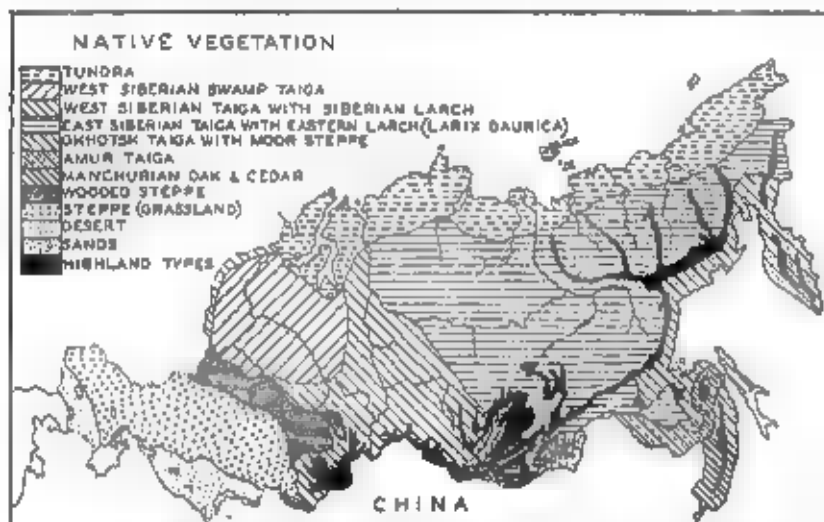 NATIVE VEGETATION
TUNDRA
WEST SIBERIAN SWAMP TAIGA
WEST SIBERIAN TAIGA WITH SIBERIAN LARCH
EAST SIBERIAN TAIGA WITH EASTERN LARCH (LARIX DAURICA)
OKHOTSK TAIGA WITH MOOR STEPPE
AMUR TAIGA
MANCHURIAN OAK & CEDAR
WOODED STEPPE
STEPPE (GRASSLAND)
DESERT
SANDS
HIGHLAND TYPES
CHINA